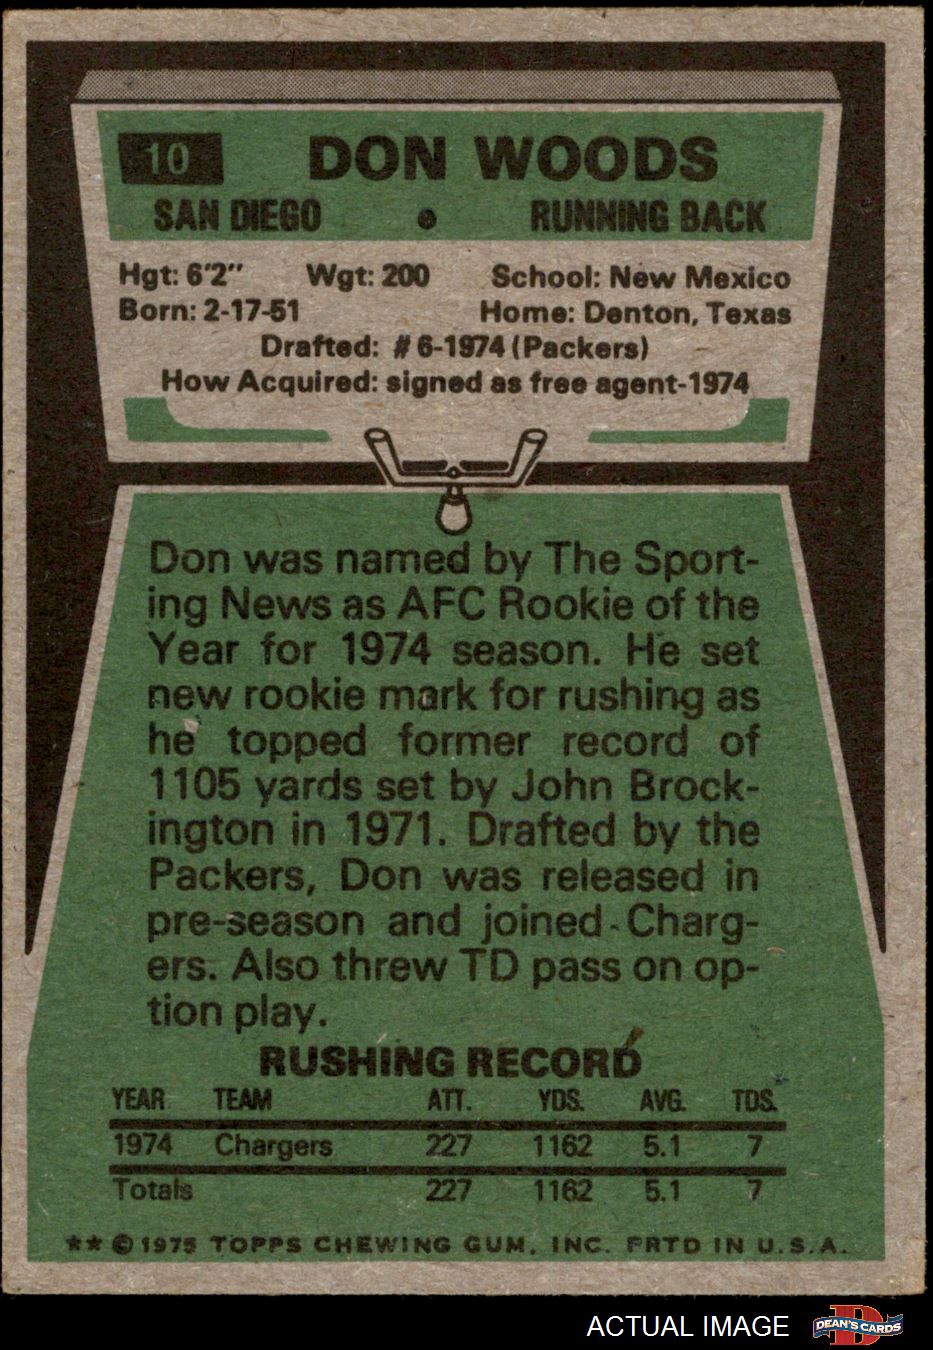 10 DON WOODS
SAN DIEGO • RUNNING BACK
Hgt: 6'2" Wgt: 200 School: New Mexico
Born: 2-17-51 Home: Denton, Texas
Drafted: #6-1974 (Packers)
How Acquired: signed as free agent-1974
Don was named by The Sport-
ing News as AFC Rookie of the
Year for 1974 season. He set
new rookie mark for rushing as
he topped former record of
1105 yards set by John Brock-
ington in 1971. Drafted by the
Packers, Don was released in
pre-season and joined Charg-
ers. Also threw TD pass on op-
tion play.
RUSHING RECORD
YEAR TEAM ATT. YDS. AVG. TDS.
1974 Chargers 227 1162 5.1 7
Totals 227 1162 5.1 7
** © 1975 TOPPS CHEWING GUM, INC. PRTD IN U.S.A.
ACTUAL IMAGE D DEAN'S CARDS